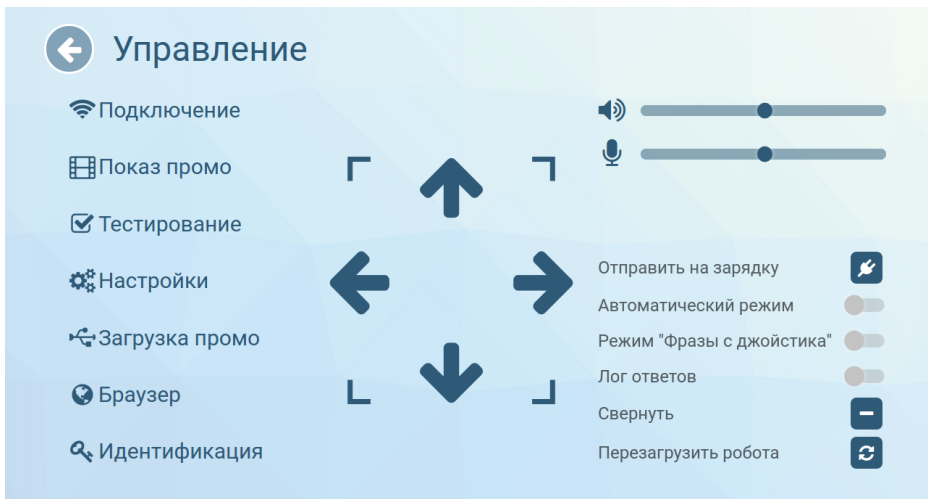 Управление
Подключение
Показ промо
Тестирование
Настройки
Загрузка промо
Браузер
Идентификация
Отправить на зарядку
Автоматический режим
Режим "Фразы с джойстика"
Лог ответов
Свернуть
Перезагрузить робота